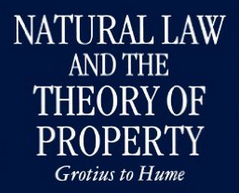 NATURAL LAW
AND THE
THEORY OF
PROPERTY
Grotius to Hume